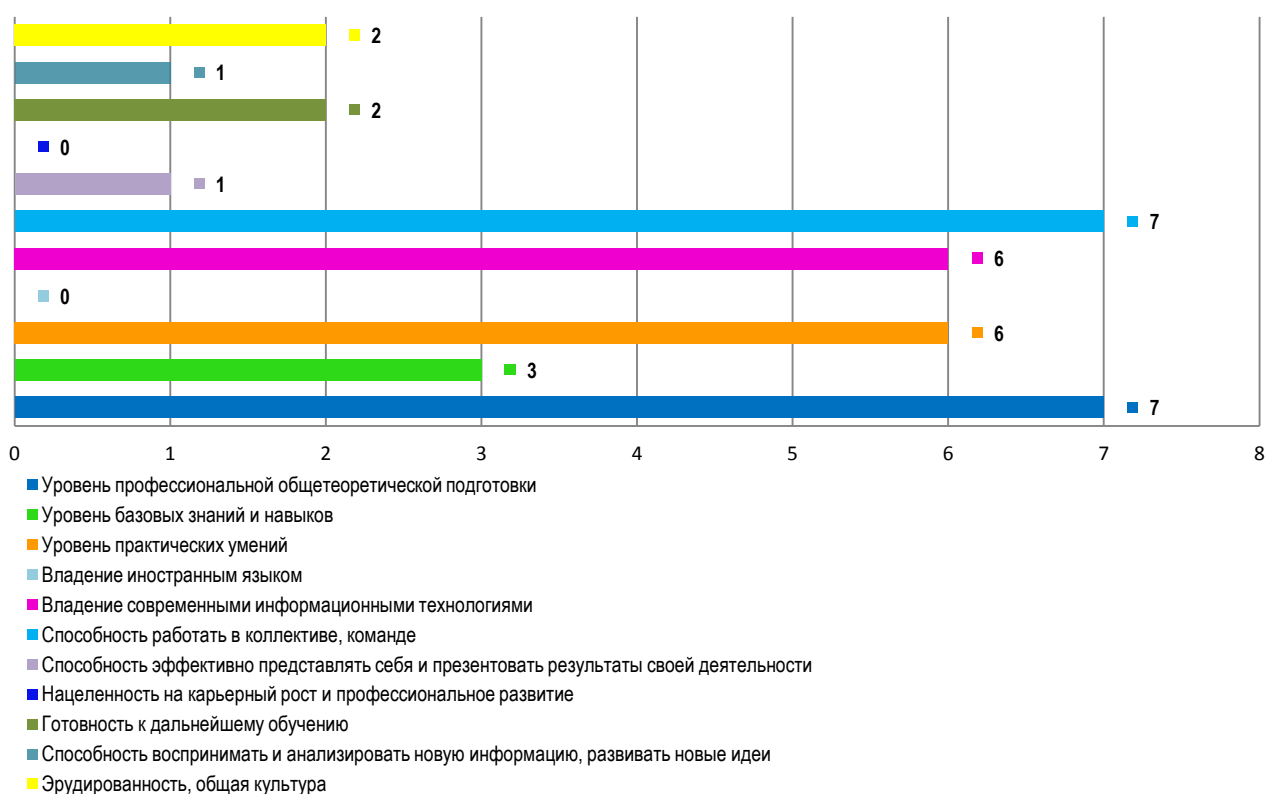 2
1
2
0
1
7
6
0
6
3
7
0 1 2 3 4 5 6 7 8
Уровень профессиональной общетеоретической подготовки
Уровень базовых знаний и навыков
Уровень практических умений
Владение иностранным языком
Владение современными информационными технологиями
Способность работать в коллективе, команде
Способность эффективно представлять себя и презентовать результаты своей деятельности
Нацеленность на карьерный рост и профессиональное развитие
Готовность к дальнейшему обучению
Способность воспринимать и анализировать новую информацию, развивать новые идеи
Эрудированность, общая культура